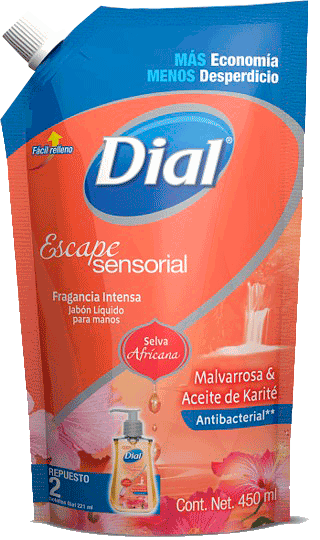 MÁS Economía
MENOS Desperdicio
Fácil relleno
Dial®
Escape
sensorial
Fragancia Intensa
Jabón Líquido
para manos
Selva
Africana
Malvarrosa &
Aceite de Karité
Antibacterial**
Dial
REPUESTO
2
Cont. Net. 450 ml